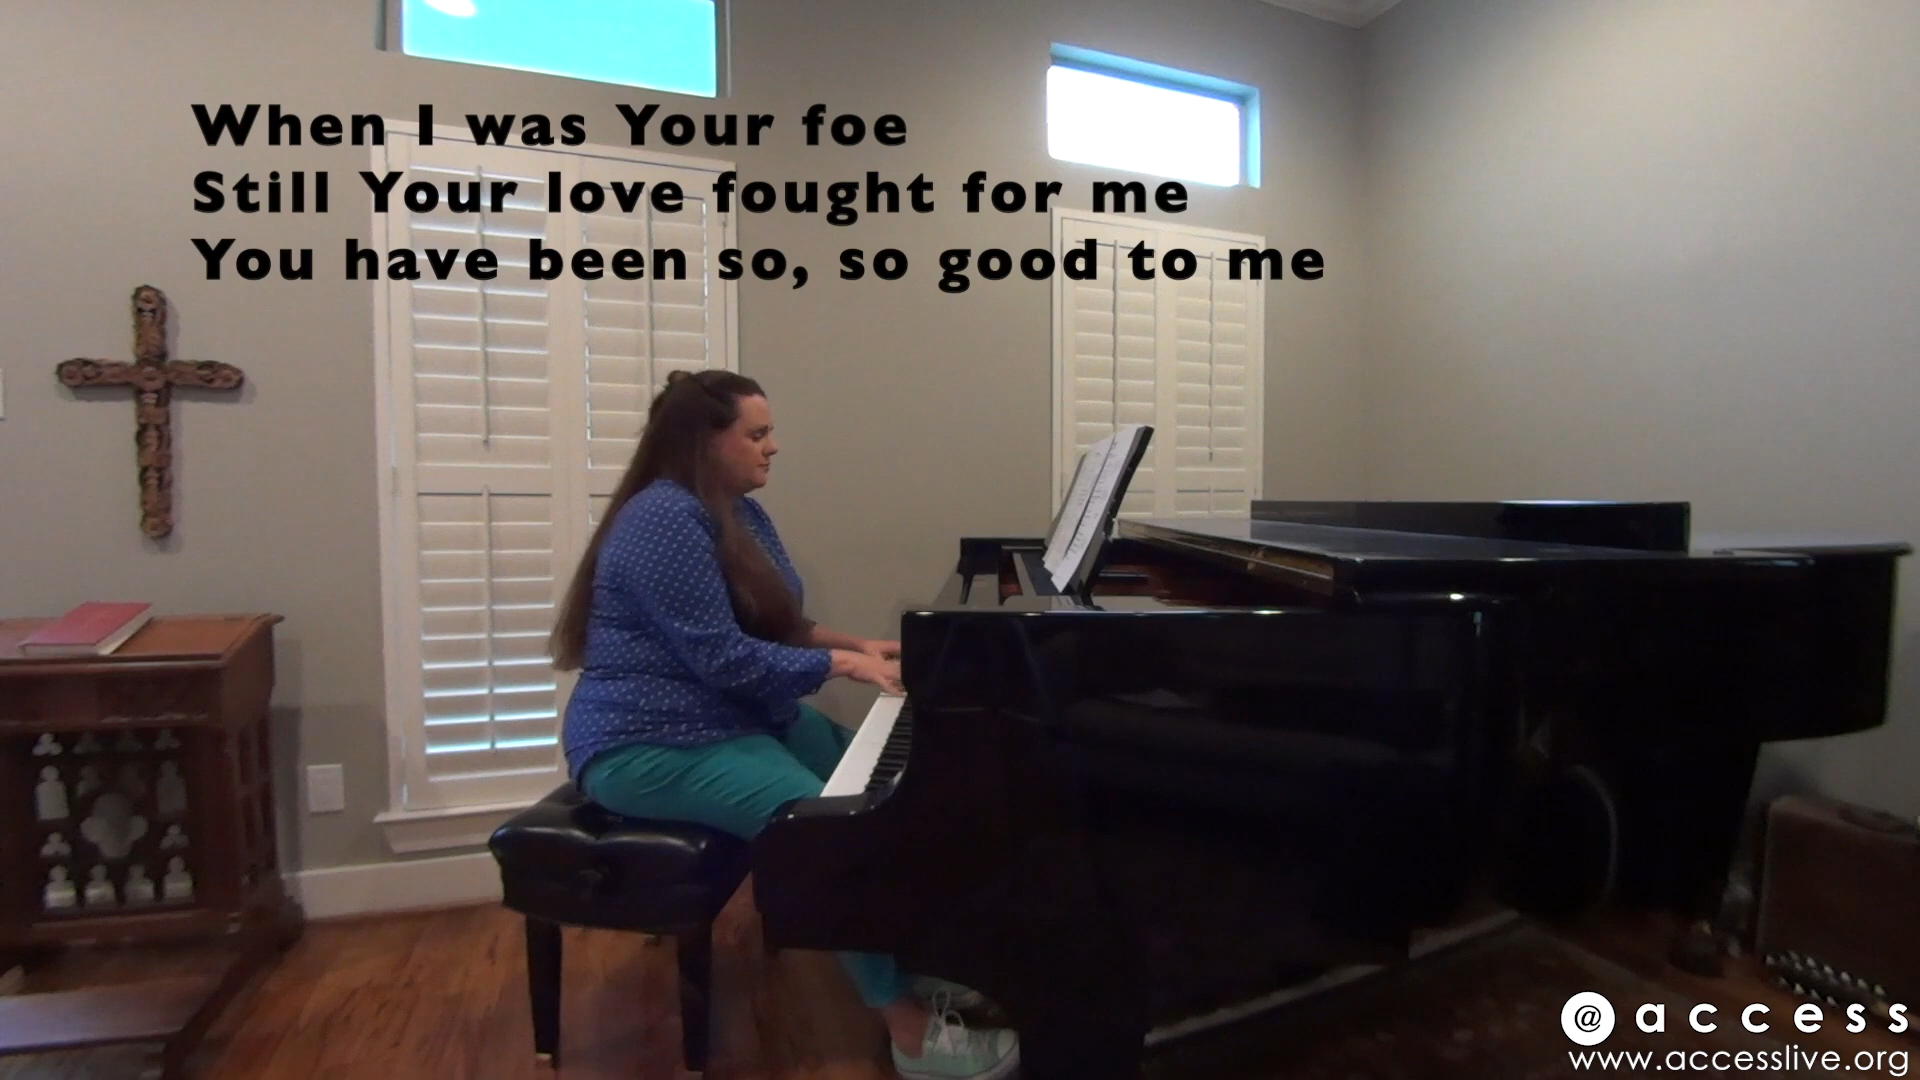 When I was Your foe
Still Your love fought for me
You have been so, so good to me
@ access
www.accesslive.org